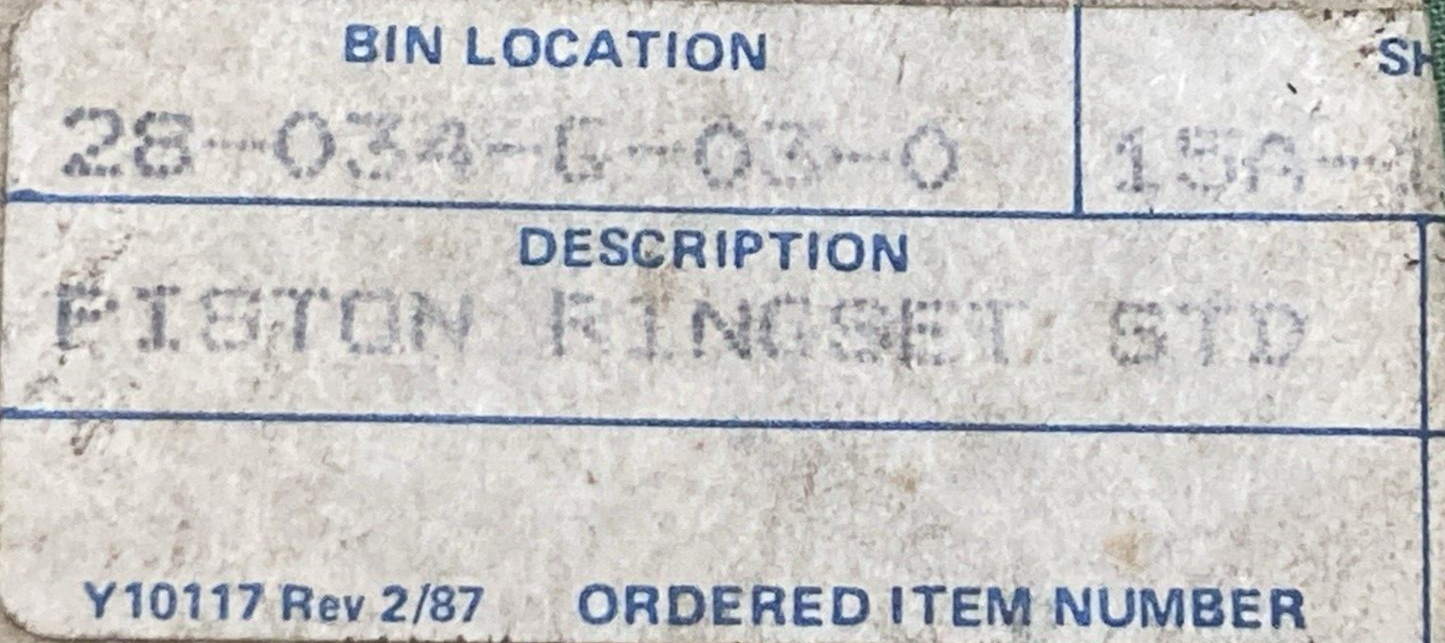 BIN LOCATION
28-034-G-03-0
DESCRIPTION
PISTON RINGSET STD
Y10117 Rev 2/87 ORDERED ITEM NUMBER